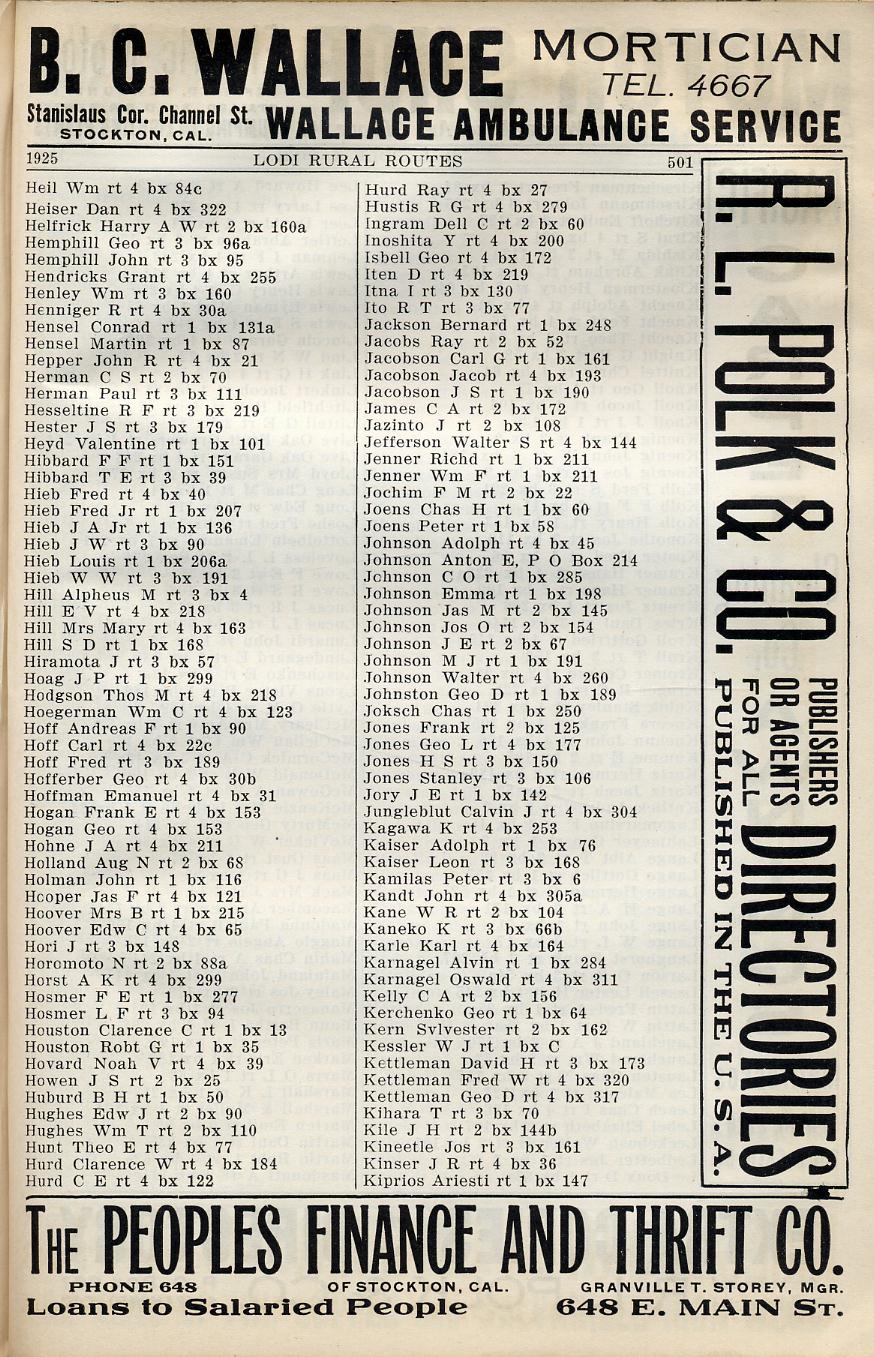 B. C. WALLACE MORTICIAN
TEL. 4667
Stanislaus Cor. Channel St.
STOCKTON, CAL.
WALLACE AMBULANCE SERVICE
1925 LODI RURAL ROUTES 501
Heil Wm rt 4 bx 84c
Heiser Dan rt 4 bx 322
Helfrick Harry A W rt 2 bx 160a
Hemphill Geo rt 3 bx 96a
Hemphill John rt 3 bx 95
Hendricks Grant rt 4 bx 255
Henley Wm rt 3 bx 160
Henniger R rt 4 bx 30a
Hensel Conrad rt 1 bx 131a
Hensel Martin rt 1 bx 87
Hepper John R rt 4 bx 21
Herman C S rt 2 bx 70
Herman Paul rt 3 bx 111
Hesseltine R F rt 3 bx 219
Hester J S rt 3 bx 179
Heyd Valentine rt 1 bx 101
Hibbard F F rt 1 bx 151
Hibbard T E rt 3 bx 39
Hieb Fred rt 4 bx 40
Hieb Fred Jr rt 1 bx 207
Hieb J A Jr rt 1 bx 136
Hieb J W rt 3 bx 90
Hieb Louis rt 1 bx 206a
Hieb W W rt 3 bx 191
Hill Alpheus M rt 3 bx 4
Hill E V rt 4 bx 218
Hill Mrs Mary rt 4 bx 163
Hill S D rt 1 bx 168
Hiramota J rt 3 bx 57
Hoag J P rt 1 bx 299
Hodgson Thos M rt 4 bx 218
Hoegerman Wm C rt 4 bx 123
Hoff Andreas F rt 1 bx 90
Hoff Carl rt 4 bx 22c
Hoff Fred rt 3 bx 189
Hofferber Geo rt 4 bx 30b
Hoffman Emanuel rt 4 bx 31
Hogan Frank E rt 4 bx 153
Hogan Geo rt 4 bx 153
Hohne J A rt 4 bx 211
Holland Aug N rt 2 bx 68
Holman John rt 1 bx 116
Hooper Jas F rt 4 bx 121
Hoover Mrs B rt 1 bx 215
Hoover Edw C rt 4 bx 65
Hori J rt 3 bx 148
Horomoto N rt 2 bx 88a
Horst A K rt 4 bx 299
Hosmer F E rt 1 bx 277
Hosmer L F rt 3 bx 94
Houston Clarence C rt 1 bx 13
Houston Robt G rt 1 bx 35
Hovard Noah V rt 4 bx 39
Howen J S rt 2 bx 25
Huburd B H rt 1 bx 50
Hughes Edw J rt 2 bx 90
Hughes Wm T rt 2 bx 110
Hunt Theo E rt 4 bx 77
Hurd Clarence W rt 4 bx 184
Hurd C E rt 4 bx 122
Hurd Ray rt 4 bx 27
Hustis R G rt 4 bx 279
Ingram Dell C rt 2 bx 60
Inoshita Y rt 4 bx 200
Isbell Geo rt 4 bx 172
Iten D rt 4 bx 219
Itna I rt 3 bx 130
Ito R T rt 3 bx 77
Jackson Bernard rt 1 bx 248
Jacobs Ray rt 2 bx 52
Jacobson Carl G rt 1 bx 161
Jacobson Jacob rt 4 bx 193
Jacobson J S rt 1 bx 190
James C A rt 2 bx 172
Jazinto J rt 2 bx 108
Jefferson Walter S rt 4 bx 144
Jenner Richd rt 1 bx 211
Jenner Wm F rt 1 bx 211
Jochim F M rt 2 bx 22
Joens Chas H rt 1 bx 60
Joens Peter rt 1 bx 58
Johnson Adolph rt 4 bx 45
Johnson Anton E, P O Box 214
Johnson C O rt 1 bx 285
Johnson Emma rt 1 bx 198
Johnson Jas M rt 2 bx 145
Johnson Jos O rt 2 bx 154
Johnson J E rt 2 bx 67
Johnson M J rt 1 bx 191
Johnson Walter rt 4 bx 260
Johnston Geo D rt 1 bx 189
Joksch Chas rt 1 bx 250
Jones Frank rt 2 bx 125
Jones Geo L rt 4 bx 177
Jones H S rt 3 bx 150
Jones Stanley rt 3 bx 106
Jory J E rt 1 bx 142
Jungleblut Calvin J rt 4 bx 304
Kagawa K rt 4 bx 253
Kaiser Adolph rt 1 bx 76
Kaiser Leon rt 3 bx 168
Kamilas Peter rt 3 bx 6
Kandt John rt 4 bx 305a
Kane W R rt 2 bx 104
Kaneko K rt 3 bx 66b
Karle Karl rt 4 bx 164
Karnagel Alvin rt 1 bx 284
Karnagel Oswald rt 4 bx 311
Kelly C A rt 2 bx 156
Kerchenko Geo rt 1 bx 64
Kern Sylvester rt 2 bx 162
Kessler W J rt 1 bx C
Kettleman David H rt 3 bx 173
Kettleman Fred W rt 4 bx 320
Kettleman Geo D rt 4 bx 317
Kihara T rt 3 bx 70
Kile J H rt 2 bx 144b
Kineetle Jos rt 3 bx 161
Kinser J R rt 4 bx 36
Kiprios Ariesti rt 1 bx 147
R. L. POLK & CO.
PUBLISHERS
OR AGENTS
FOR ALL
DIRECTORIES
PUBLISHED IN THE U. S. A.
THE PEOPLES FINANCE AND THRIFT CO.
PHONE 648 OF STOCKTON, CAL. GRANVILLE T. STOREY, MGR.
Loans to Salaried People 648 E. MAIN ST.